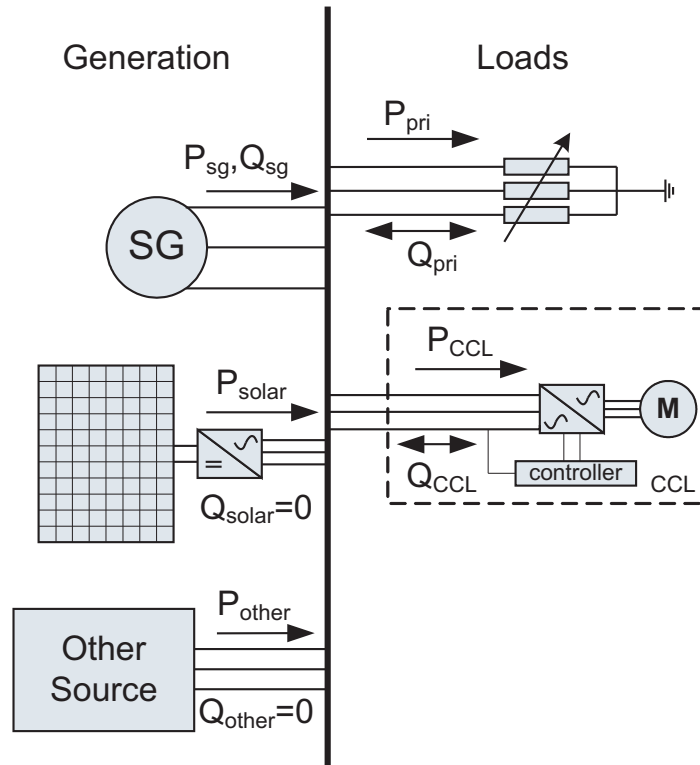 Generation
Loads
P_sg,Q_sg
SG
P_pri
Q_pri
P_solar
Q_solar=0
P_CCL
Q_CCL
M
controller
CCL
P_other
Other
Source
Q_other=0